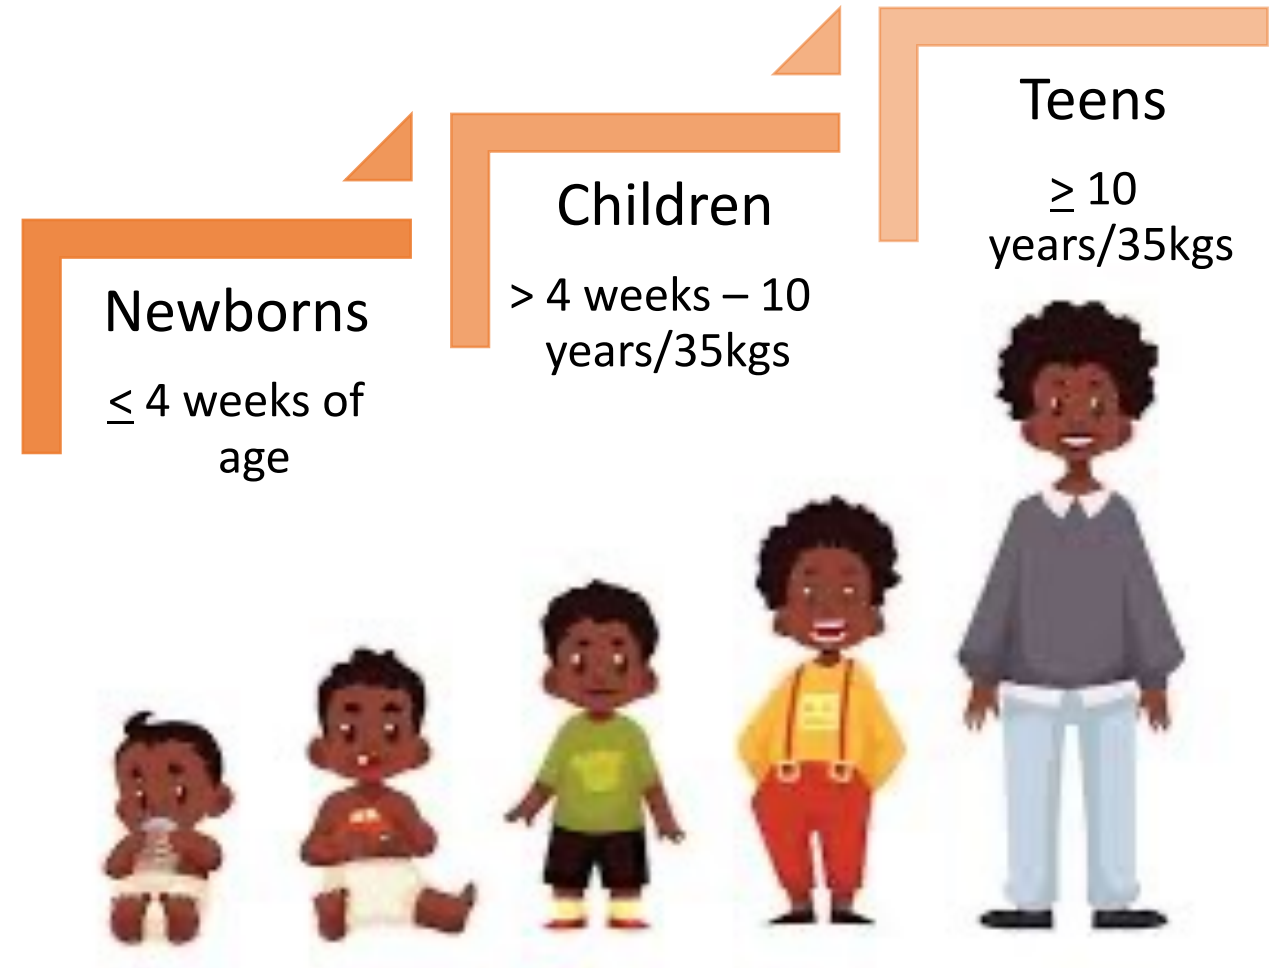 Newborns
≤ 4 weeks of
age
Children
> 4 weeks – 10
years/35kgs
Teens
≥ 10
years/35kgs